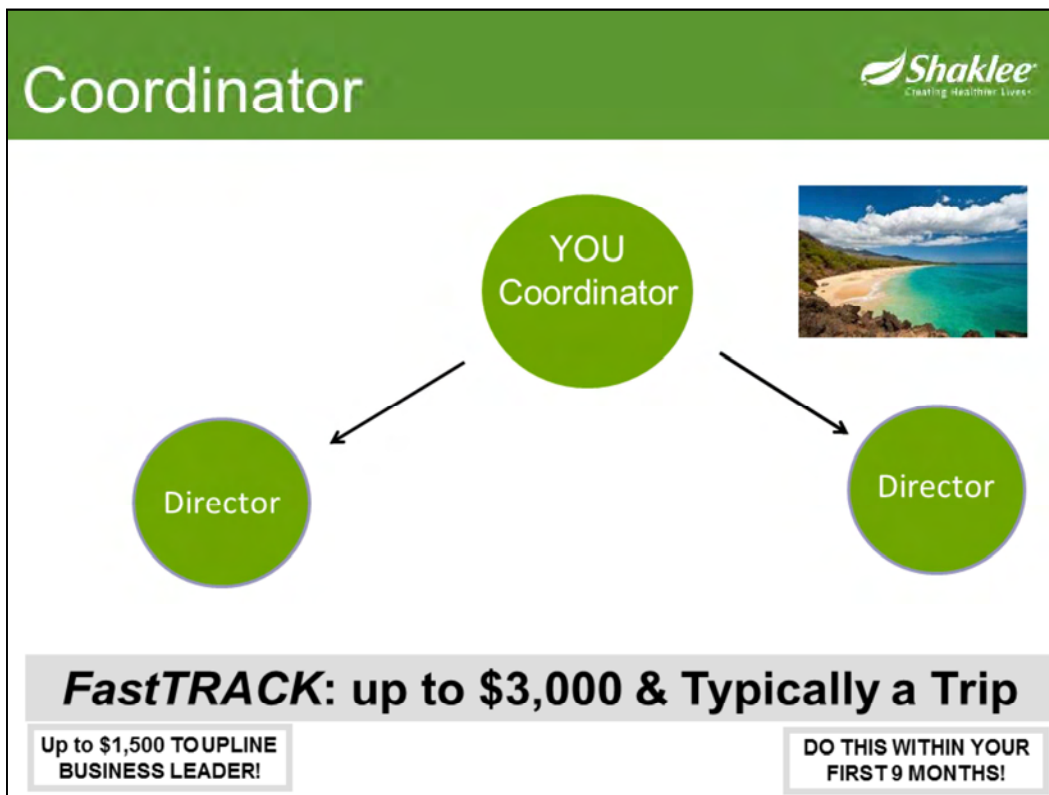 Coordinator
Shaklee
Creating Healthier Lives
YOU
Coordinator
Director
Director
FastTRACK: up to $3,000 & Typically a Trip
Up to $1,500 TO UPLINE
BUSINESS LEADER!
DO THIS WITHIN YOUR
FIRST 9 MONTHS!